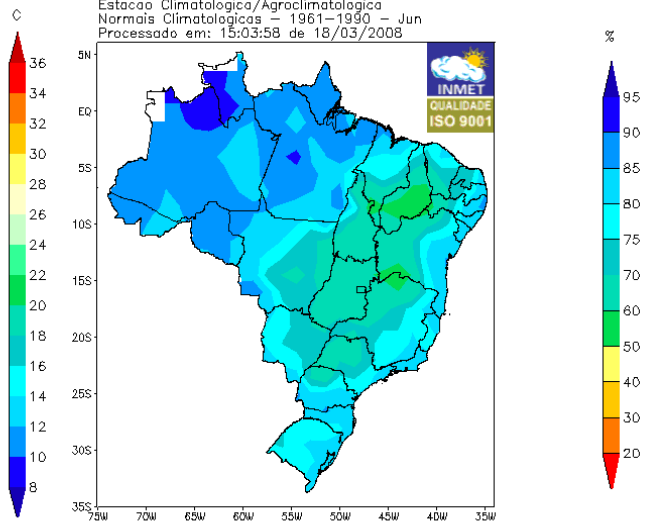 Estacao Climatologica/Agroclimatologica
Normais Climatologicas – 1961–1990 – Jun
Processado em: 15:03:58 de 18/03/2008
C
36
34
32
30
28
26
24
22
20
18
16
14
12
10
8
5N
EQ
5S
10S
15S
20S
25S
30S
35S
75W 70W 65W 60W 55W 50W 45W 40W 35W
INMET
QUALIDADE
ISO 9001
%
95
90
85
80
75
70
60
50
40
30
20